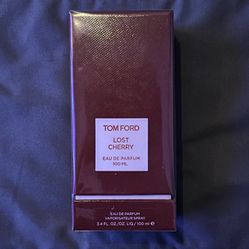 TOM FORD
LOST
CHERRY
EAU DE PARFUM
100 ML
EAU DE PARFUM
VAPORISATEUR SPRAY
3.4 FL. OZ./OZ. LIQ / 100 ml ℮